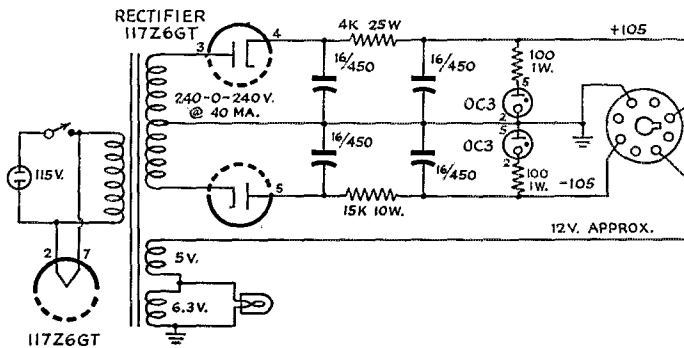 RECTIFIER
117Z6GT
3
4
4K 25W
+105
16/450
16/450
100
1W.
5
OC3
2
240-0-240V.
@ 40 MA.
115V.
16/450
16/450
5
OC3
2
100
1W.
-105
5
15K 10W.
12V. APPROX.
2
7
5V.
6.3V.
117Z6GT